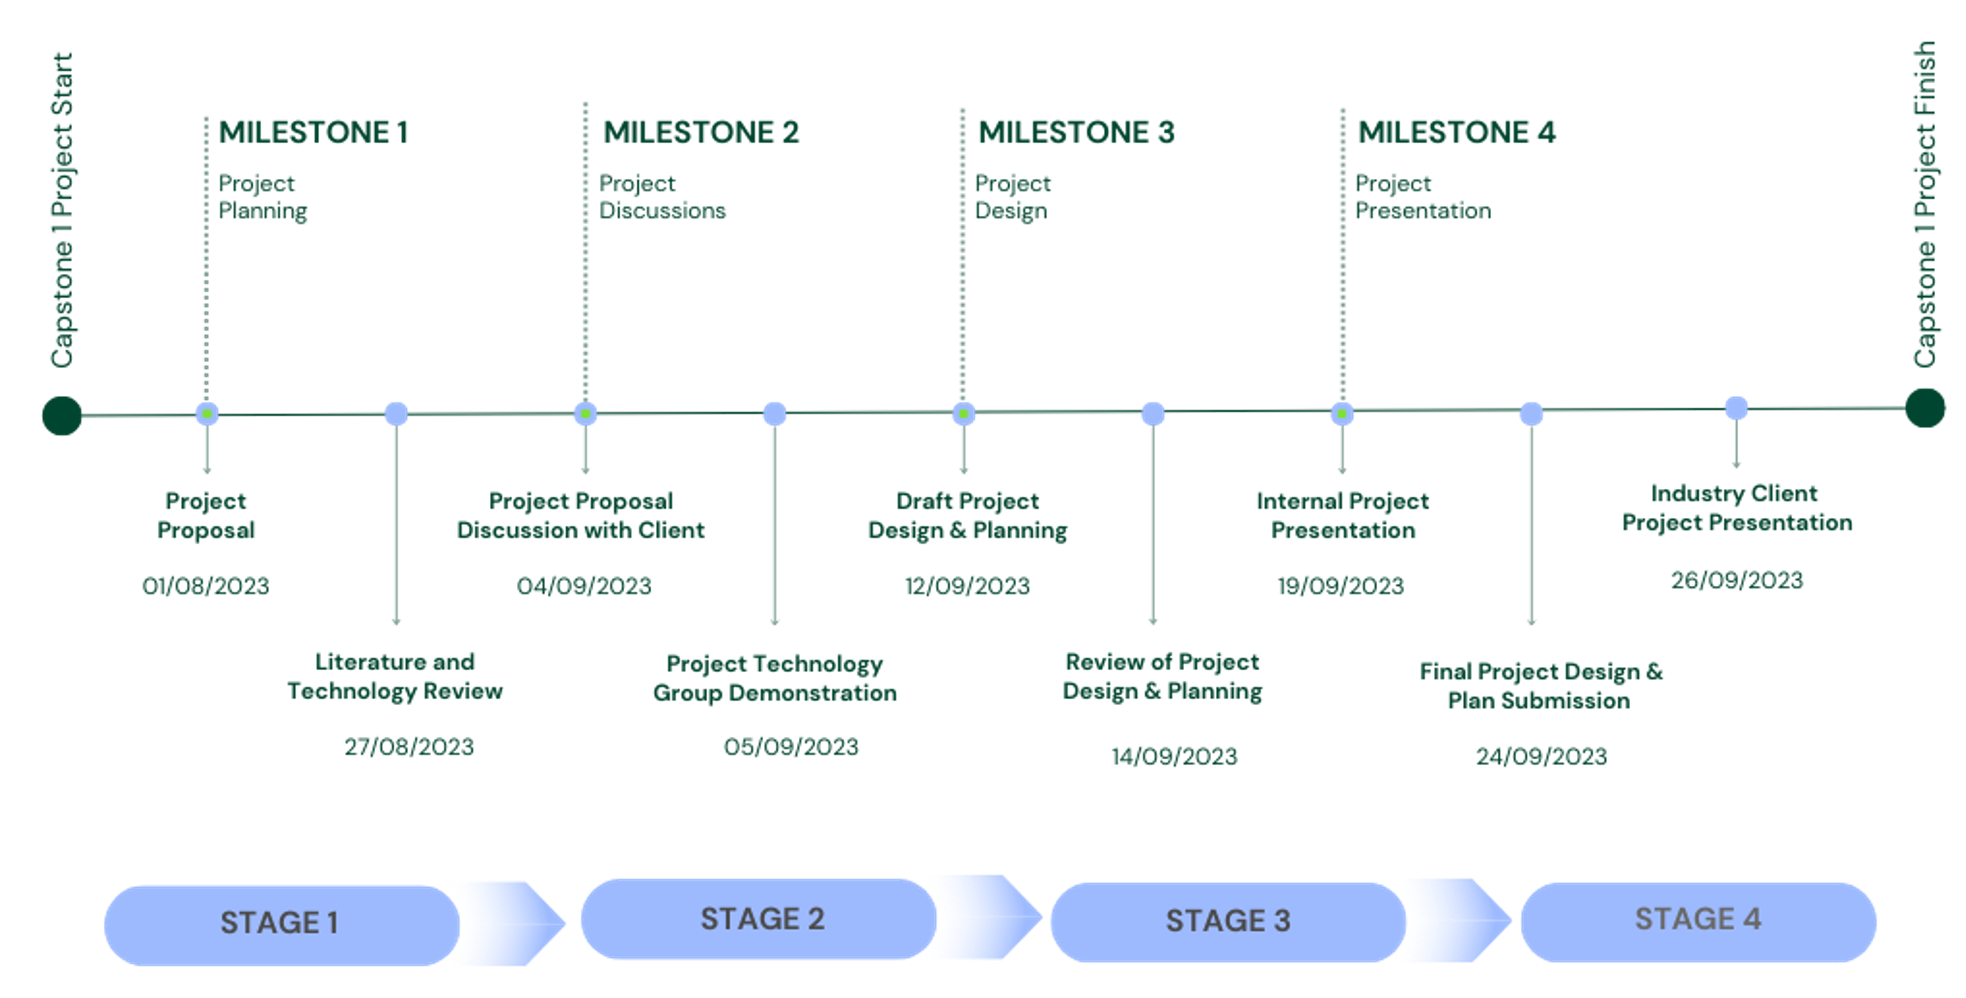 Capstone 1 Project Start
MILESTONE 1
Project
Planning
MILESTONE 2
Project
Discussions
MILESTONE 3
Project
Design
MILESTONE 4
Project
Presentation
Capstone 1 Project Finish
Project
Proposal
01/08/2023
Literature and
Technology Review
27/08/2023
Project Proposal
Discussion with Client
04/09/2023
Project Technology
Group Demonstration
05/09/2023
Draft Project
Design & Planning
12/09/2023
Review of Project
Design & Planning
14/09/2023
Internal Project
Presentation
19/09/2023
Final Project Design &
Plan Submission
24/09/2023
Industry Client
Project Presentation
26/09/2023
STAGE 1
STAGE 2
STAGE 3
STAGE 4